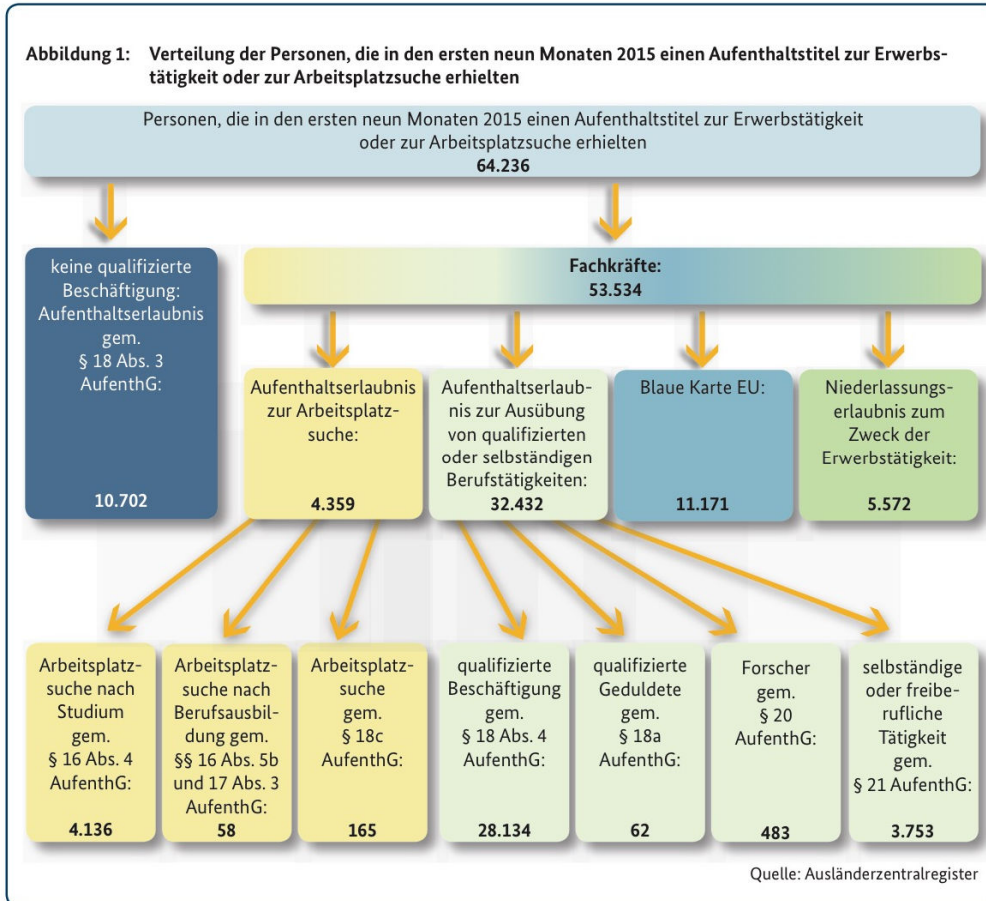 Abbildung 1: Verteilung der Personen, die in den ersten neun Monaten 2015 einen Aufenthaltstitel zur Erwerbs-
tätigkeit oder zur Arbeitsplatzsuche erhielten
Personen, die in den ersten neun Monaten 2015 einen Aufenthaltstitel zur Erwerbstätigkeit
oder zur Arbeitsplatzsuche erhielten
64.236
keine qualifizierte
Beschäftigung:
Aufenthaltserlaubnis
gem.
§ 18 Abs. 3
AufenthG:
10.702
Fachkräfte:
53.534
Aufenthaltserlaubnis
zur Arbeitsplatz-
suche:
4.359
Aufenthaltserlaub-
nis zur Ausübung
von qualifizierten
oder selbständigen
Berufstätigkeiten:
32.432
Blaue Karte EU:
11.171
Niederlassungs-
erlaubnis zum
Zweck der
Erwerbstätigkeit:
5.572
Arbeitsplatz-
suche nach
Studium
gem.
§ 16 Abs. 4
AufenthG:
4.136
Arbeitsplatz-
suche nach
Berufsausbil-
dung gem.
§§ 16 Abs. 5b
und 17 Abs. 3
AufenthG:
58
Arbeitsplatz-
suche
gem.
§ 18c
AufenthG:
165
qualifizierte
Beschäftigung
gem.
§ 18 Abs. 4
AufenthG:
28.134
qualifizierte
Geduldete
gem.
§ 18a
AufenthG:
62
Forscher
gem.
§ 20
AufenthG:
483
selbständige
oder freibe-
rufliche
Tätigkeit
gem.
§ 21 AufenthG:
3.753
Quelle: Ausländerzentralregister